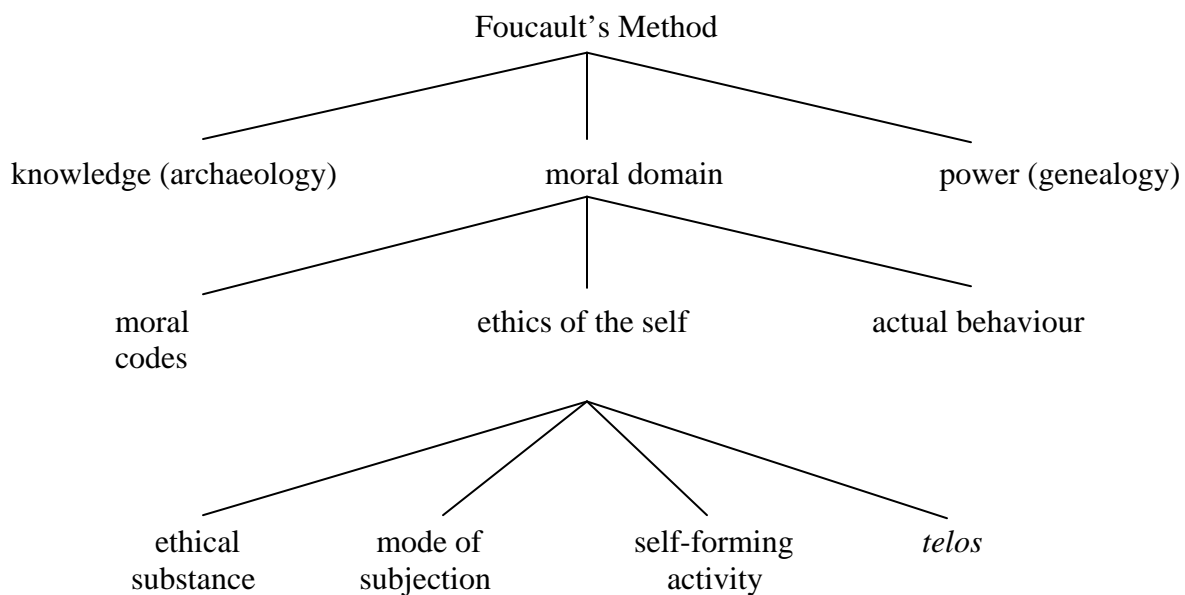 Foucault’s Method
knowledge (archaeology)
moral domain
power (genealogy)
moral
codes
ethics of the self
actual behaviour
ethical
substance
mode of
subjection
self-forming
activity
telos